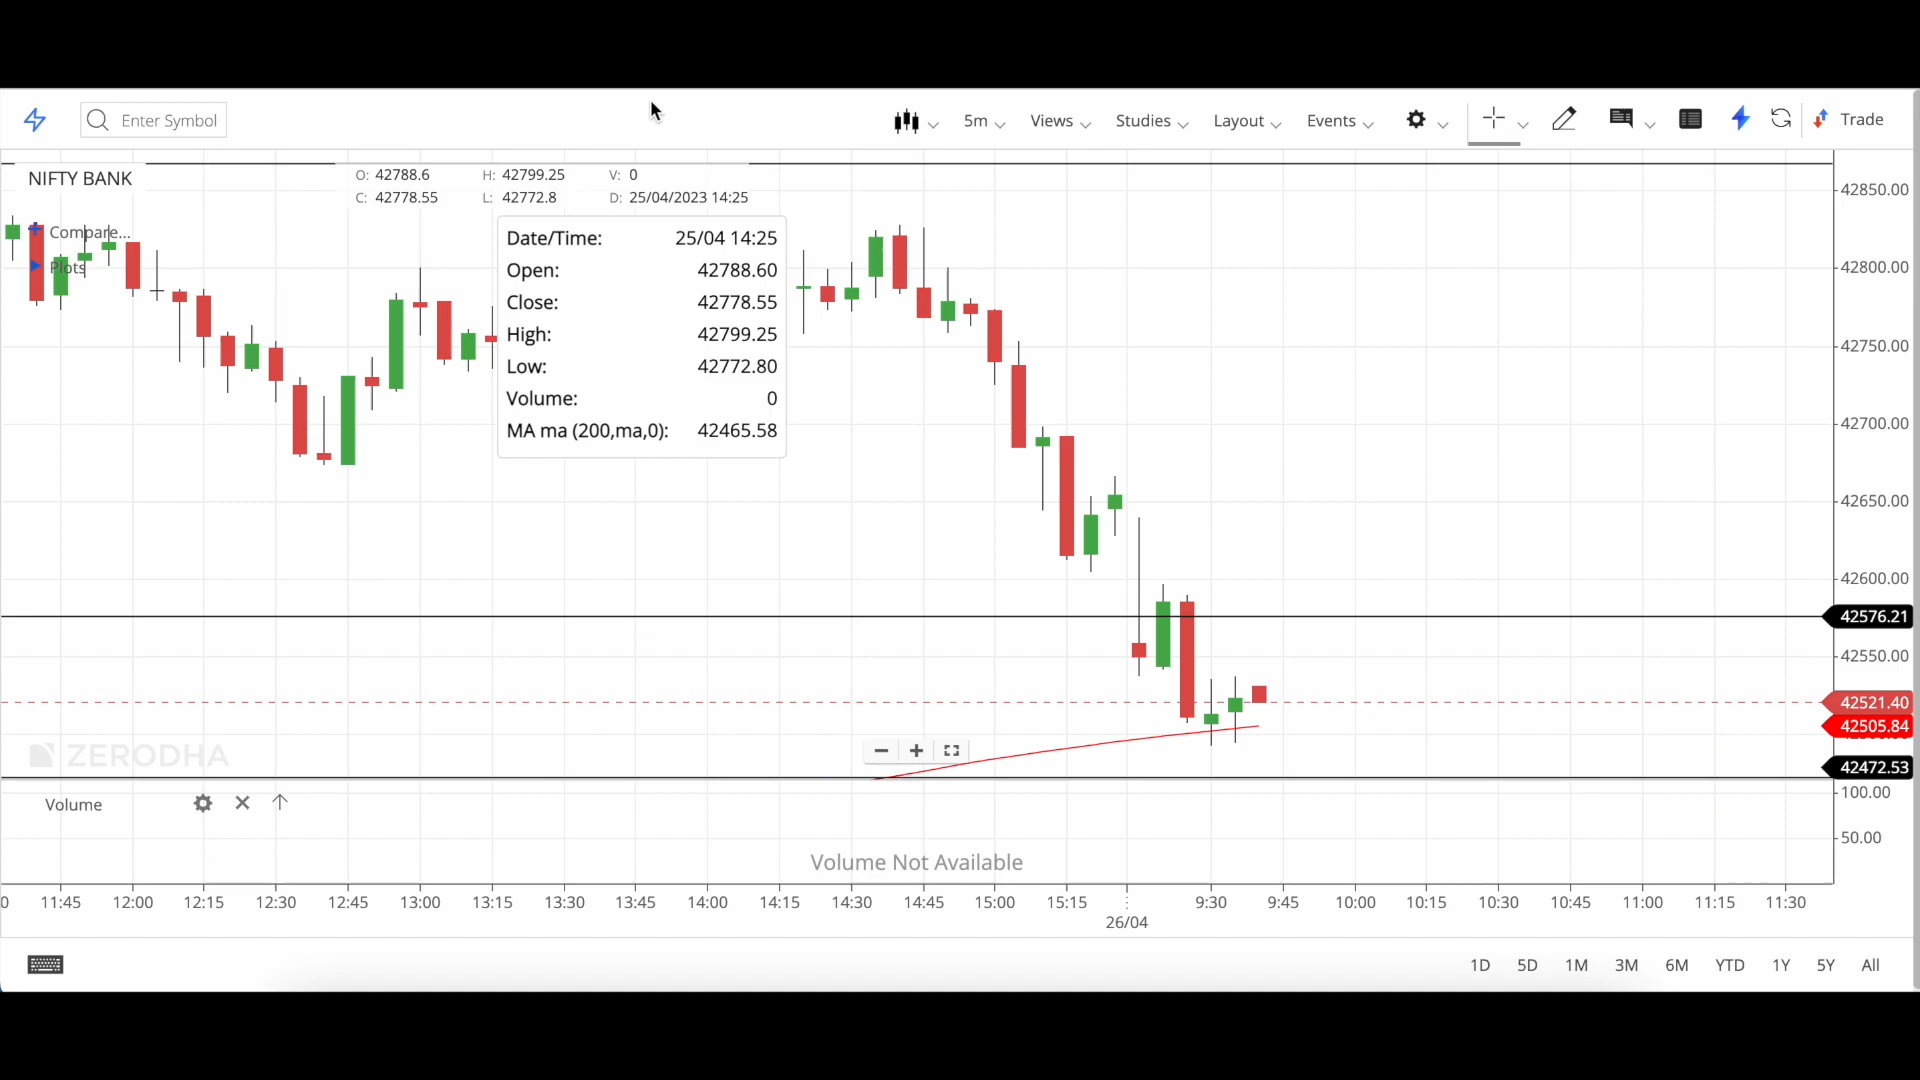 Enter Symbol
5m
Views
Studies
Layout
Events
Trade
NIFTY BANK
O: 42788.6 H: 42799.25 V: 0
C: 42778.55 L: 42772.8 D: 25/04/2023 14:25
Compare...
Plots
Date/Time: 25/04 14:25
Open: 42788.60
Close: 42778.55
High: 42799.25
Low: 42772.80
Volume: 0
MA ma (200,ma,0): 42465.58
42850.00
42800.00
42750.00
42700.00
42650.00
42600.00
42576.21
42550.00
42521.40
42505.84
42472.53
ZERODHA
Volume
100.00
50.00
Volume Not Available
0 11:45 12:00 12:15 12:30 12:45 13:00 13:15 13:30 13:45 14:00 14:15 14:30 14:45 15:00 15:15 9:30 9:45 10:00 10:15 10:30 10:45 11:00 11:15 11:30
26/04
1D 5D 1M 3M 6M YTD 1Y 5Y All